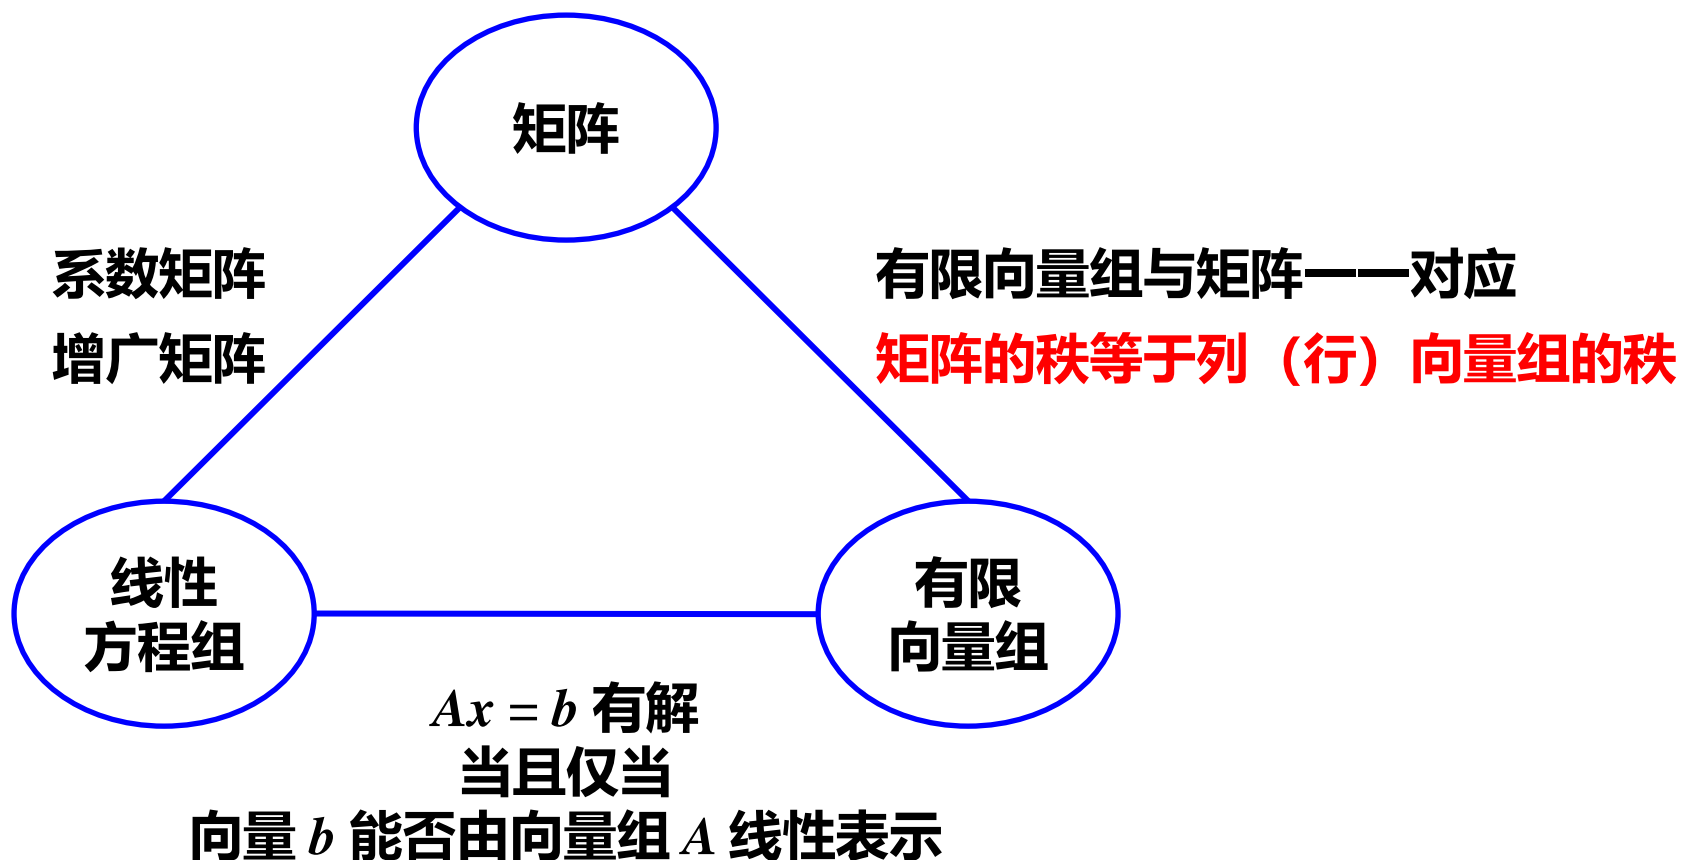 矩阵
系数矩阵
增广矩阵
有限向量组与矩阵一一对应
矩阵的秩等于列（行）向量组的秩
线性
方程组
有限
向量组
Ax = b 有解
当且仅当
向量 b 能否由向量组 A 线性表示